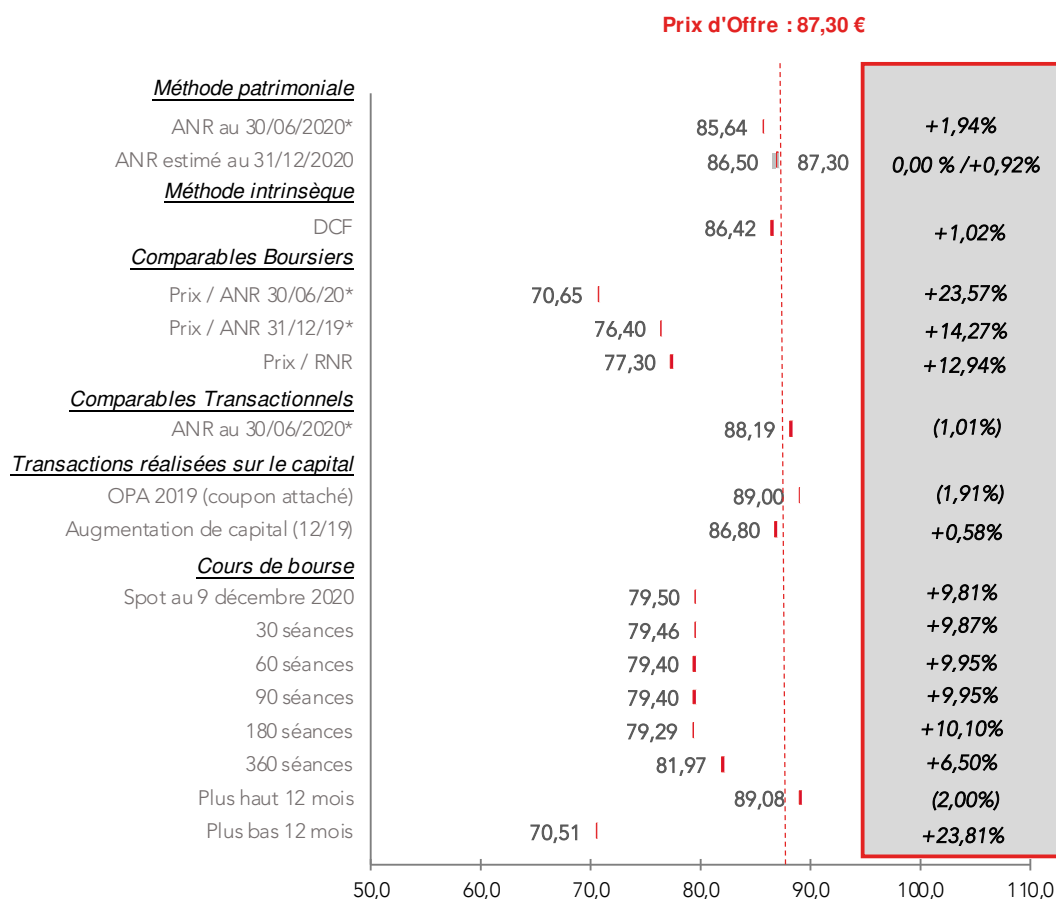 Prix d'Offre : 87,30 €
Méthode patrimoniale
ANR au 30/06/2020* 85,64 +1,94%
ANR estimé au 31/12/2020 86,50 87,30 0,00 % /+0,92%
Méthode intrinsèque
DCF 86,42 +1,02%
Comparables Boursiers
Prix / ANR 30/06/20* 70,65 +23,57%
Prix / ANR 31/12/19* 76,40 +14,27%
Prix / RNR 77,30 +12,94%
Comparables Transactionnels
ANR au 30/06/2020* 88,19 (1,01%)
Transactions réalisées sur le capital
OPA 2019 (coupon attaché) 89,00 (1,91%)
Augmentation de capital (12/19) 86,80 +0,58%
Cours de bourse
Spot au 9 décembre 2020 79,50 +9,81%
30 séances 79,46 +9,87%
60 séances 79,40 +9,95%
90 séances 79,40 +9,95%
180 séances 79,29 +10,10%
360 séances 81,97 +6,50%
Plus haut 12 mois 89,08 (2,00%)
Plus bas 12 mois 70,51 +23,81%
50,0 60,0 70,0 80,0 90,0 100,0 110,0